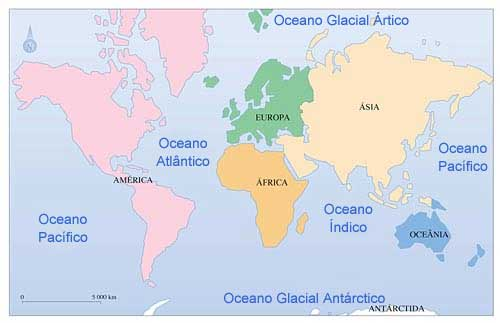 Oceano Glacial Ártico
N
ÁSIA
EUROPA
Oceano
Atlântico
Oceano
Pacífico
AMÉRICA
ÁFRICA
Oceano
Índico
Oceano
Pacífico
OCEÂNIA
Oceano Glacial Antárctico
0 5 000 km
ANTÁRCTIDA